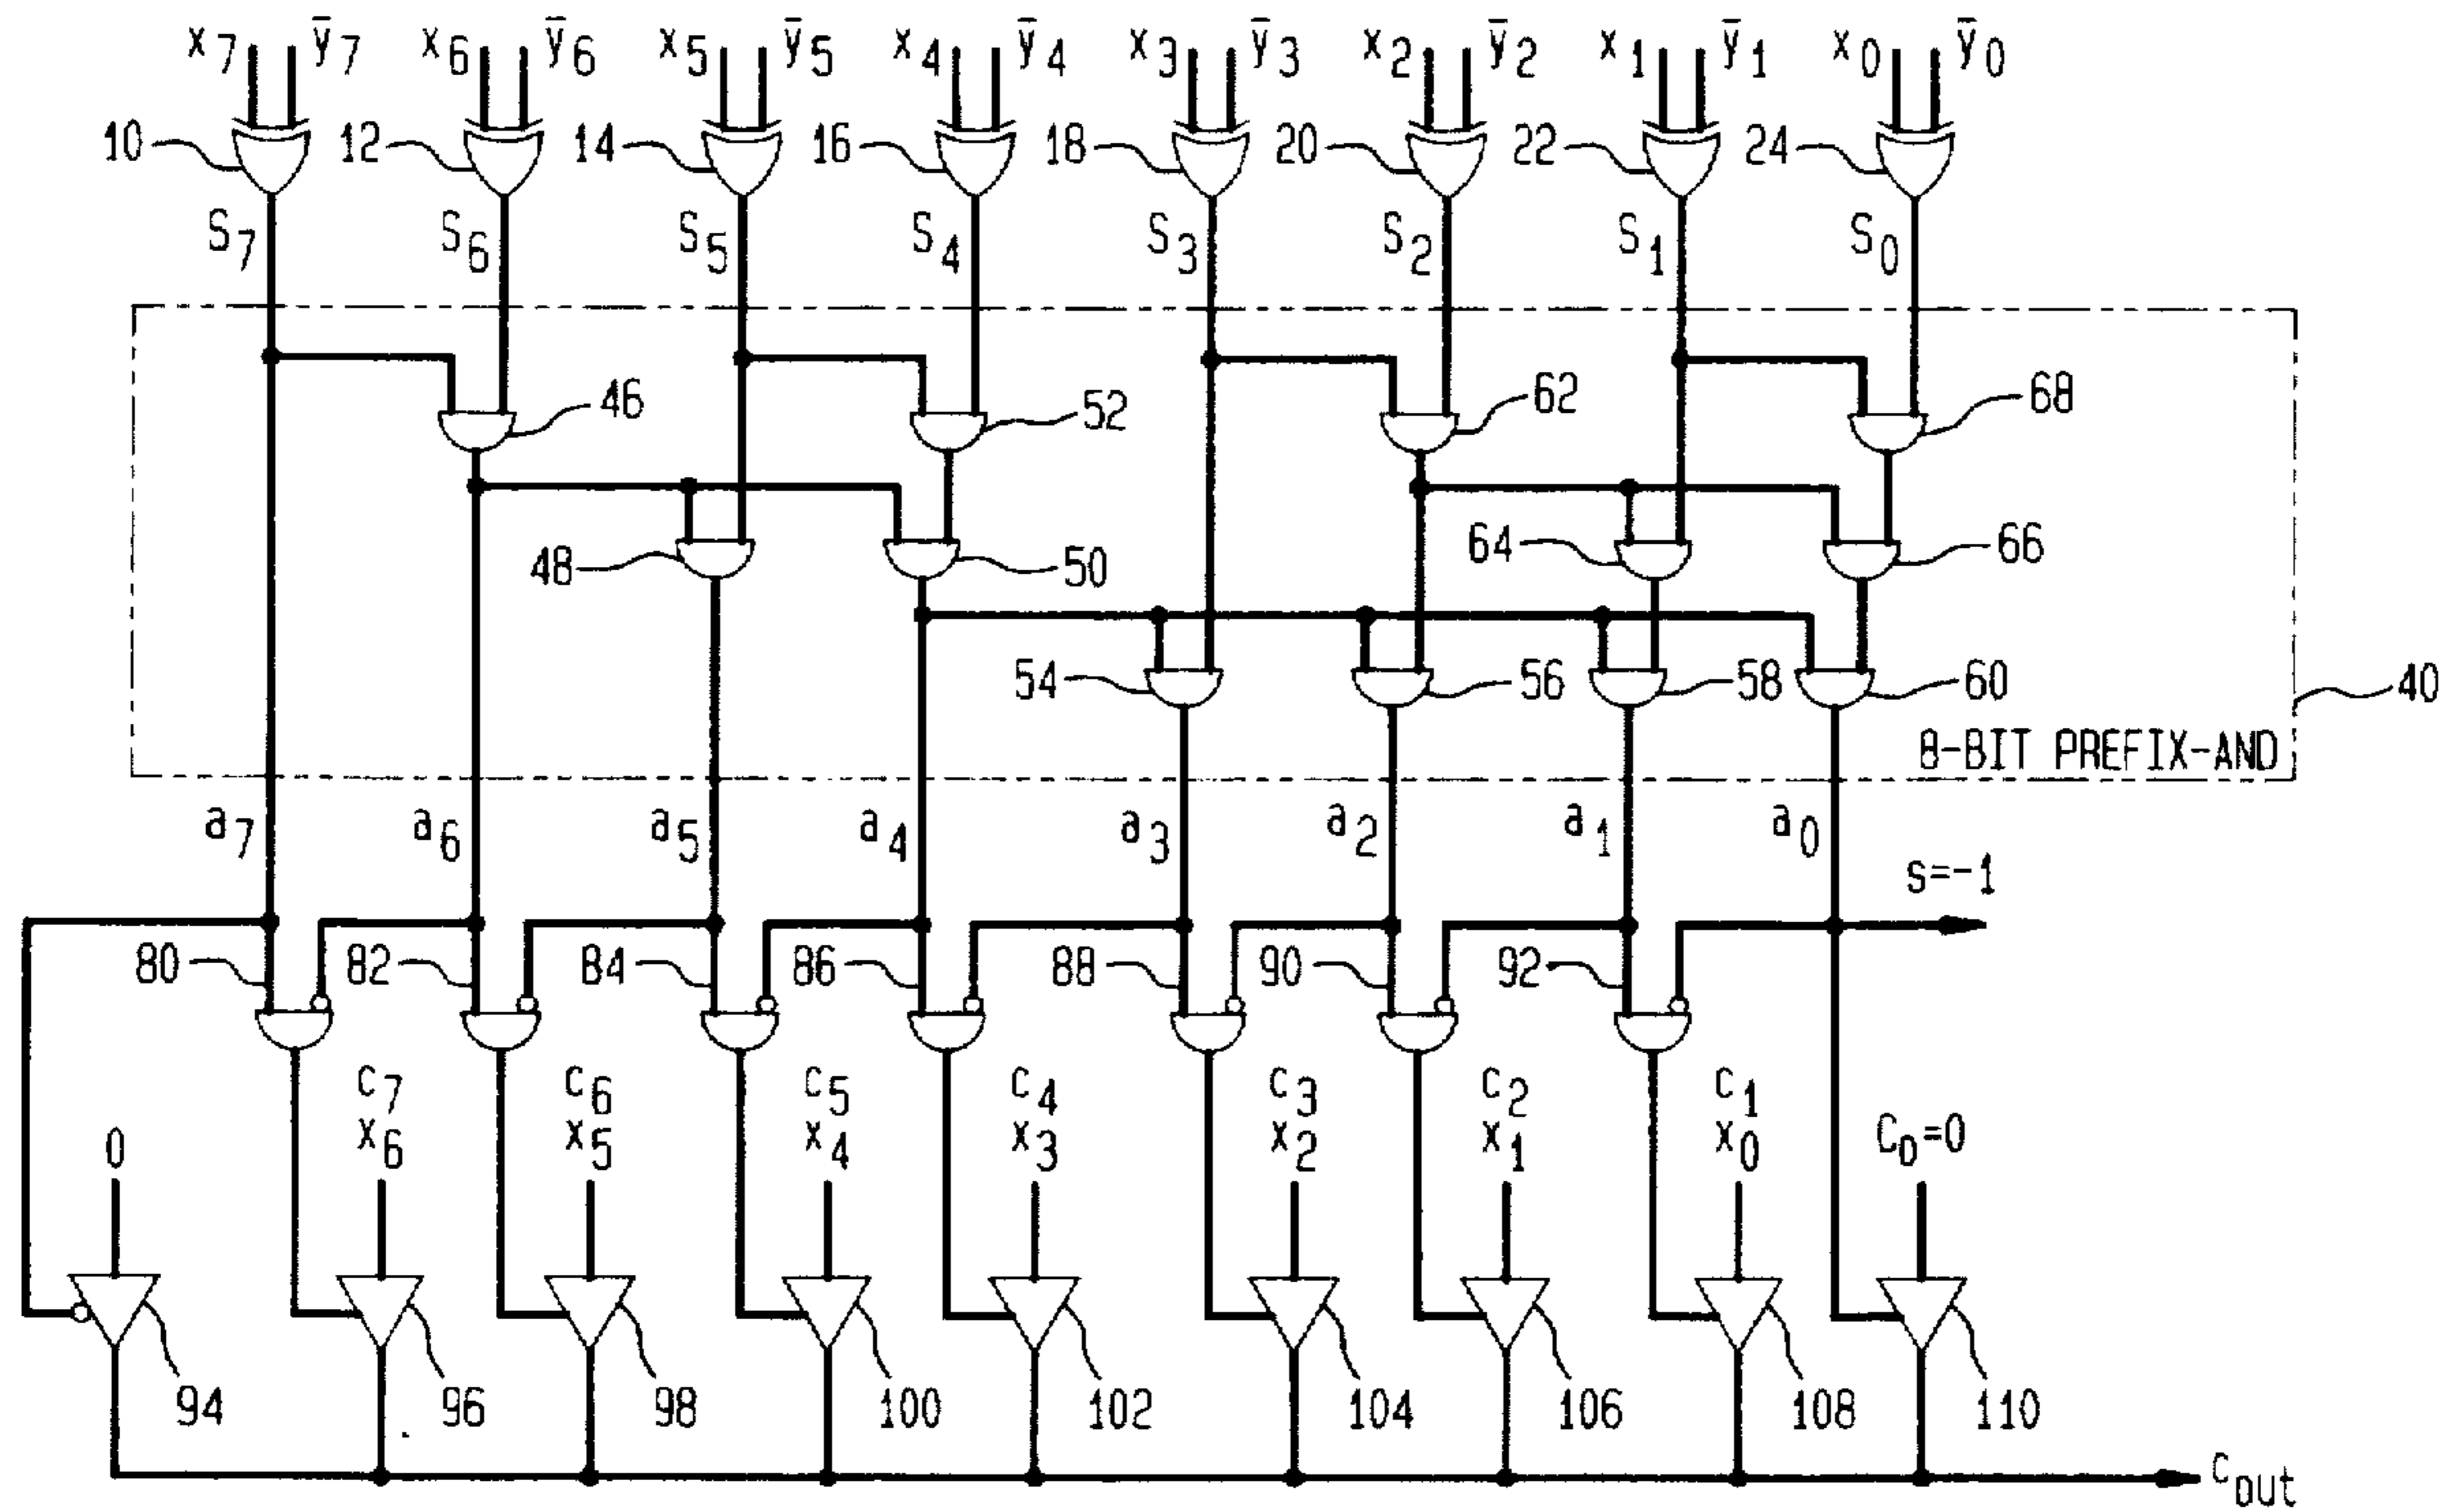 x₇ ȳ₇ x₆ ȳ₆ x₅ ȳ₅ x₄ ȳ₄ x₃ ȳ₃ x₂ ȳ₂ x₁ ȳ₁ x₀ ȳ₀
10 12 14 16 18 20 22 24
S₇ S₆ S₅ S₄ S₃ S₂ S₁ S₀
46 52 62 68
48 50 64 66
54 56 58 60 40
8-BIT PREFIX-AND
a₇ a₆ a₅ a₄ a₃ a₂ a₁ a₀
s=-1
80 82 84 86 88 90 92
c₇ c₆ c₅ c₄ c₃ c₂ c₁
0 x₆ x₅ x₄ x₃ x₂ x₁ x₀ C₀=0
94 96 98 100 102 104 106 108 110
c_out